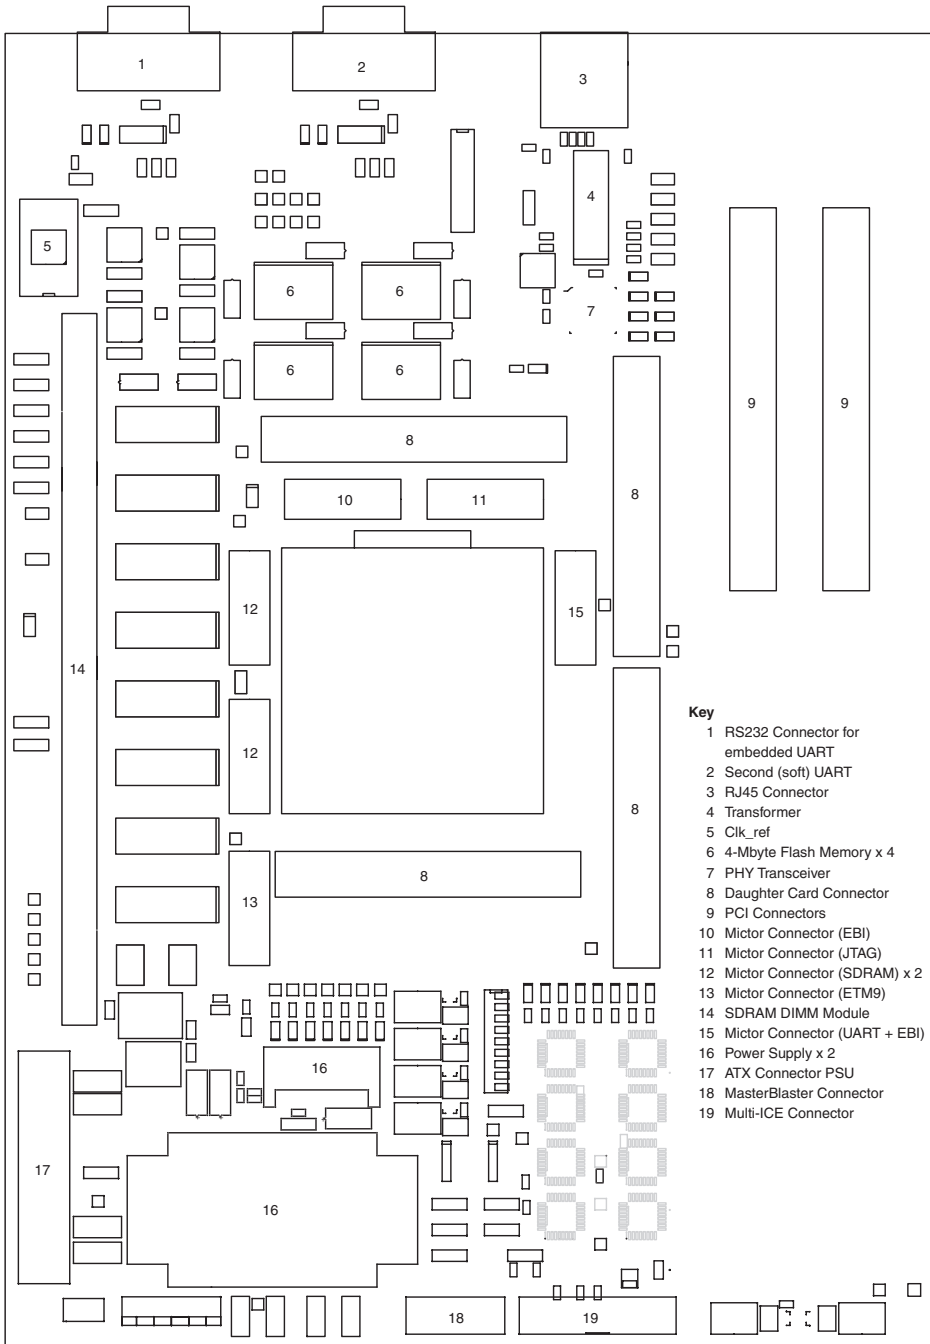 1
2
3
4
5
6
6
7
6
6
9
9
8
8
10
11
12
15
14
12
8
8
13
16
17
16
18
19
Key
1 RS232 Connector for
embedded UART
2 Second (soft) UART
3 RJ45 Connector
4 Transformer
5 Clk_ref
6 4-Mbyte Flash Memory x 4
7 PHY Transceiver
8 Daughter Card Connector
9 PCI Connectors
10 Mictor Connector (EBI)
11 Mictor Connector (JTAG)
12 Mictor Connector (SDRAM) x 2
13 Mictor Connector (ETM9)
14 SDRAM DIMM Module
15 Mictor Connector (UART + EBI)
16 Power Supply x 2
17 ATX Connector PSU
18 MasterBlaster Connector
19 Multi-ICE Connector